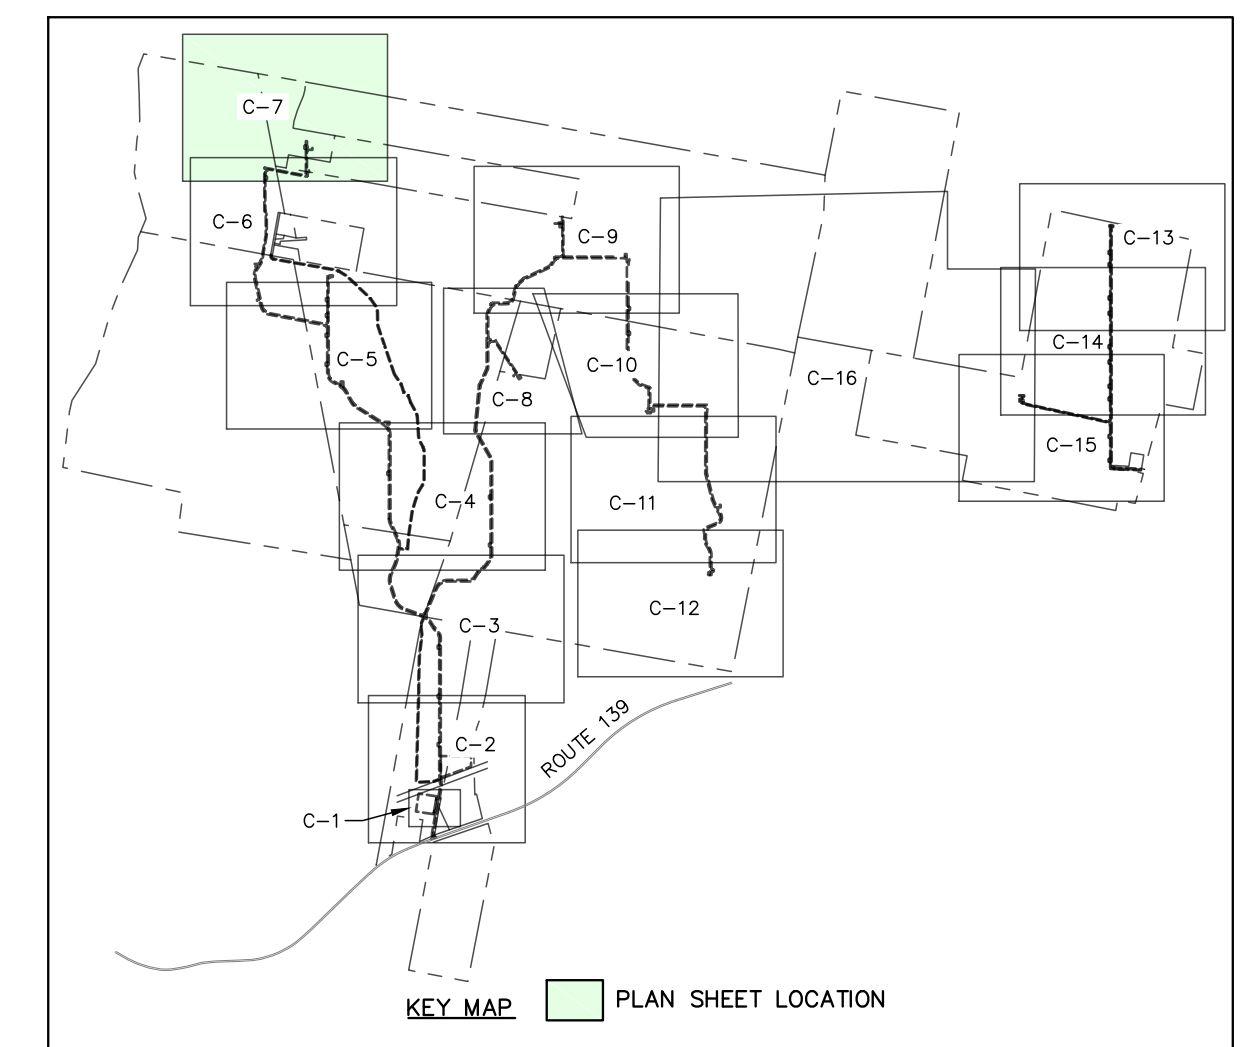 C-7
C-6
C-9
C-13
C-14
C-5
C-10
C-16
C-8
C-15
C-4
C-11
C-12
C-3
ROUTE 139
C-2
C-1
KEY MAP
PLAN SHEET LOCATION